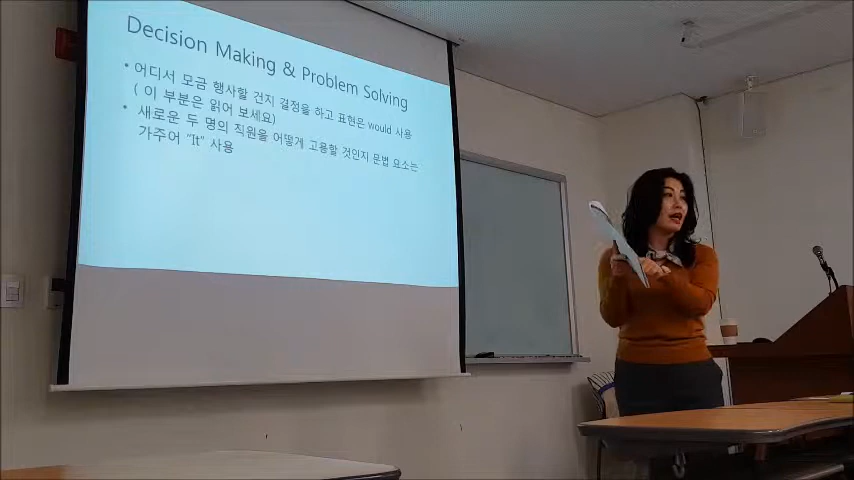 Decision Making & Problem Solving
• 어디서 모금 행사할 건지 결정을 하고 표현은 would 사용
( 이 부분은 읽어 보세요)
• 새로운 두 명의 직원을 어떻게 고용할 것인지 문법 요소는
가주어 "It" 사용